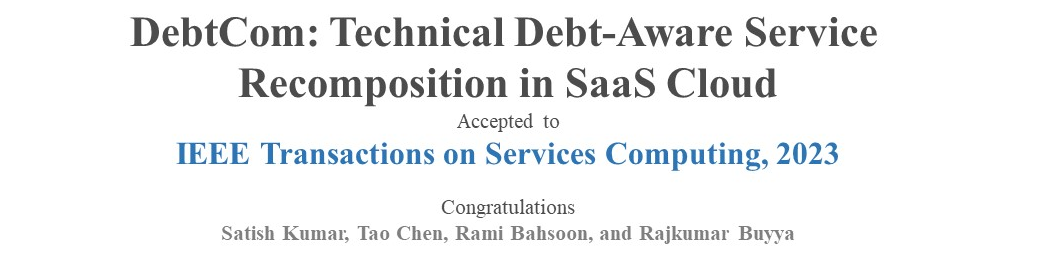 DebtCom: Technical Debt-Aware Service
Recomposition in SaaS Cloud
Accepted to
IEEE Transactions on Services Computing, 2023
Congratulations
Satish Kumar, Tao Chen, Rami Bahsoon, and Rajkumar Buyya